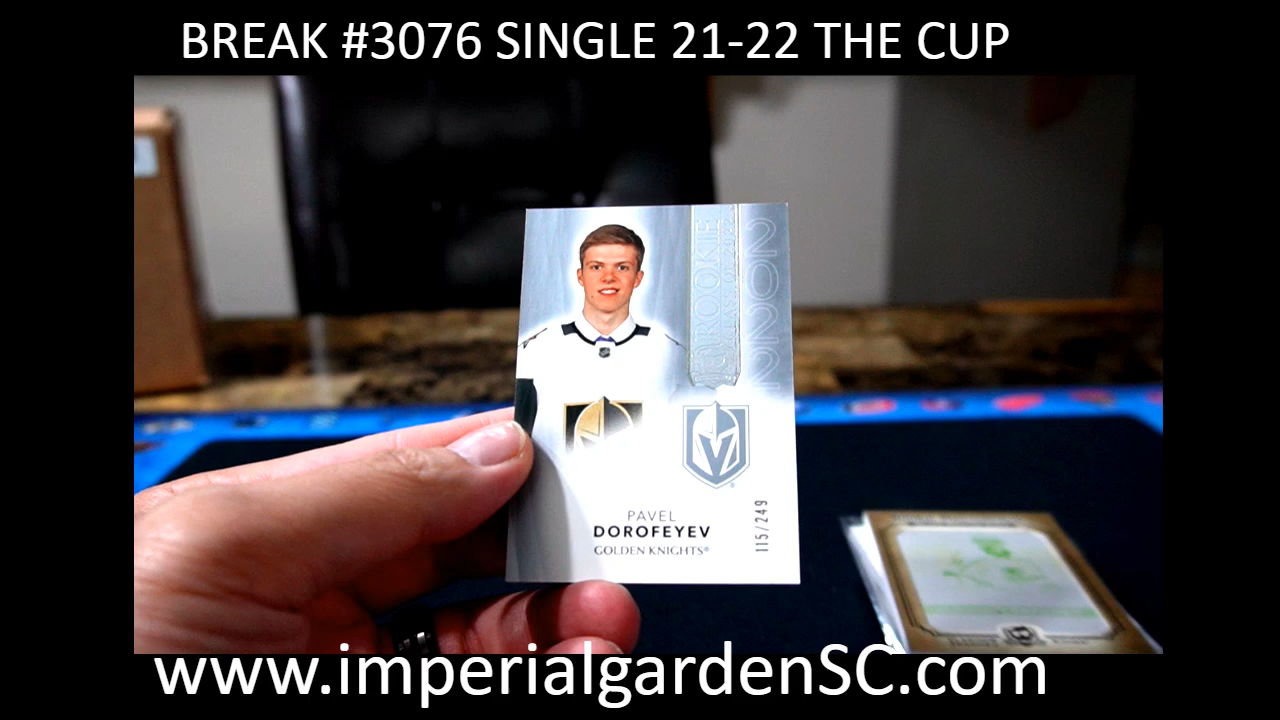 BREAK #3076 SINGLE 21-22 THE CUP
ROOKIE
2022
PAVEL
DOROFEYEV
GOLDEN KNIGHTS®
115/249
www.imperialgardenSC.com